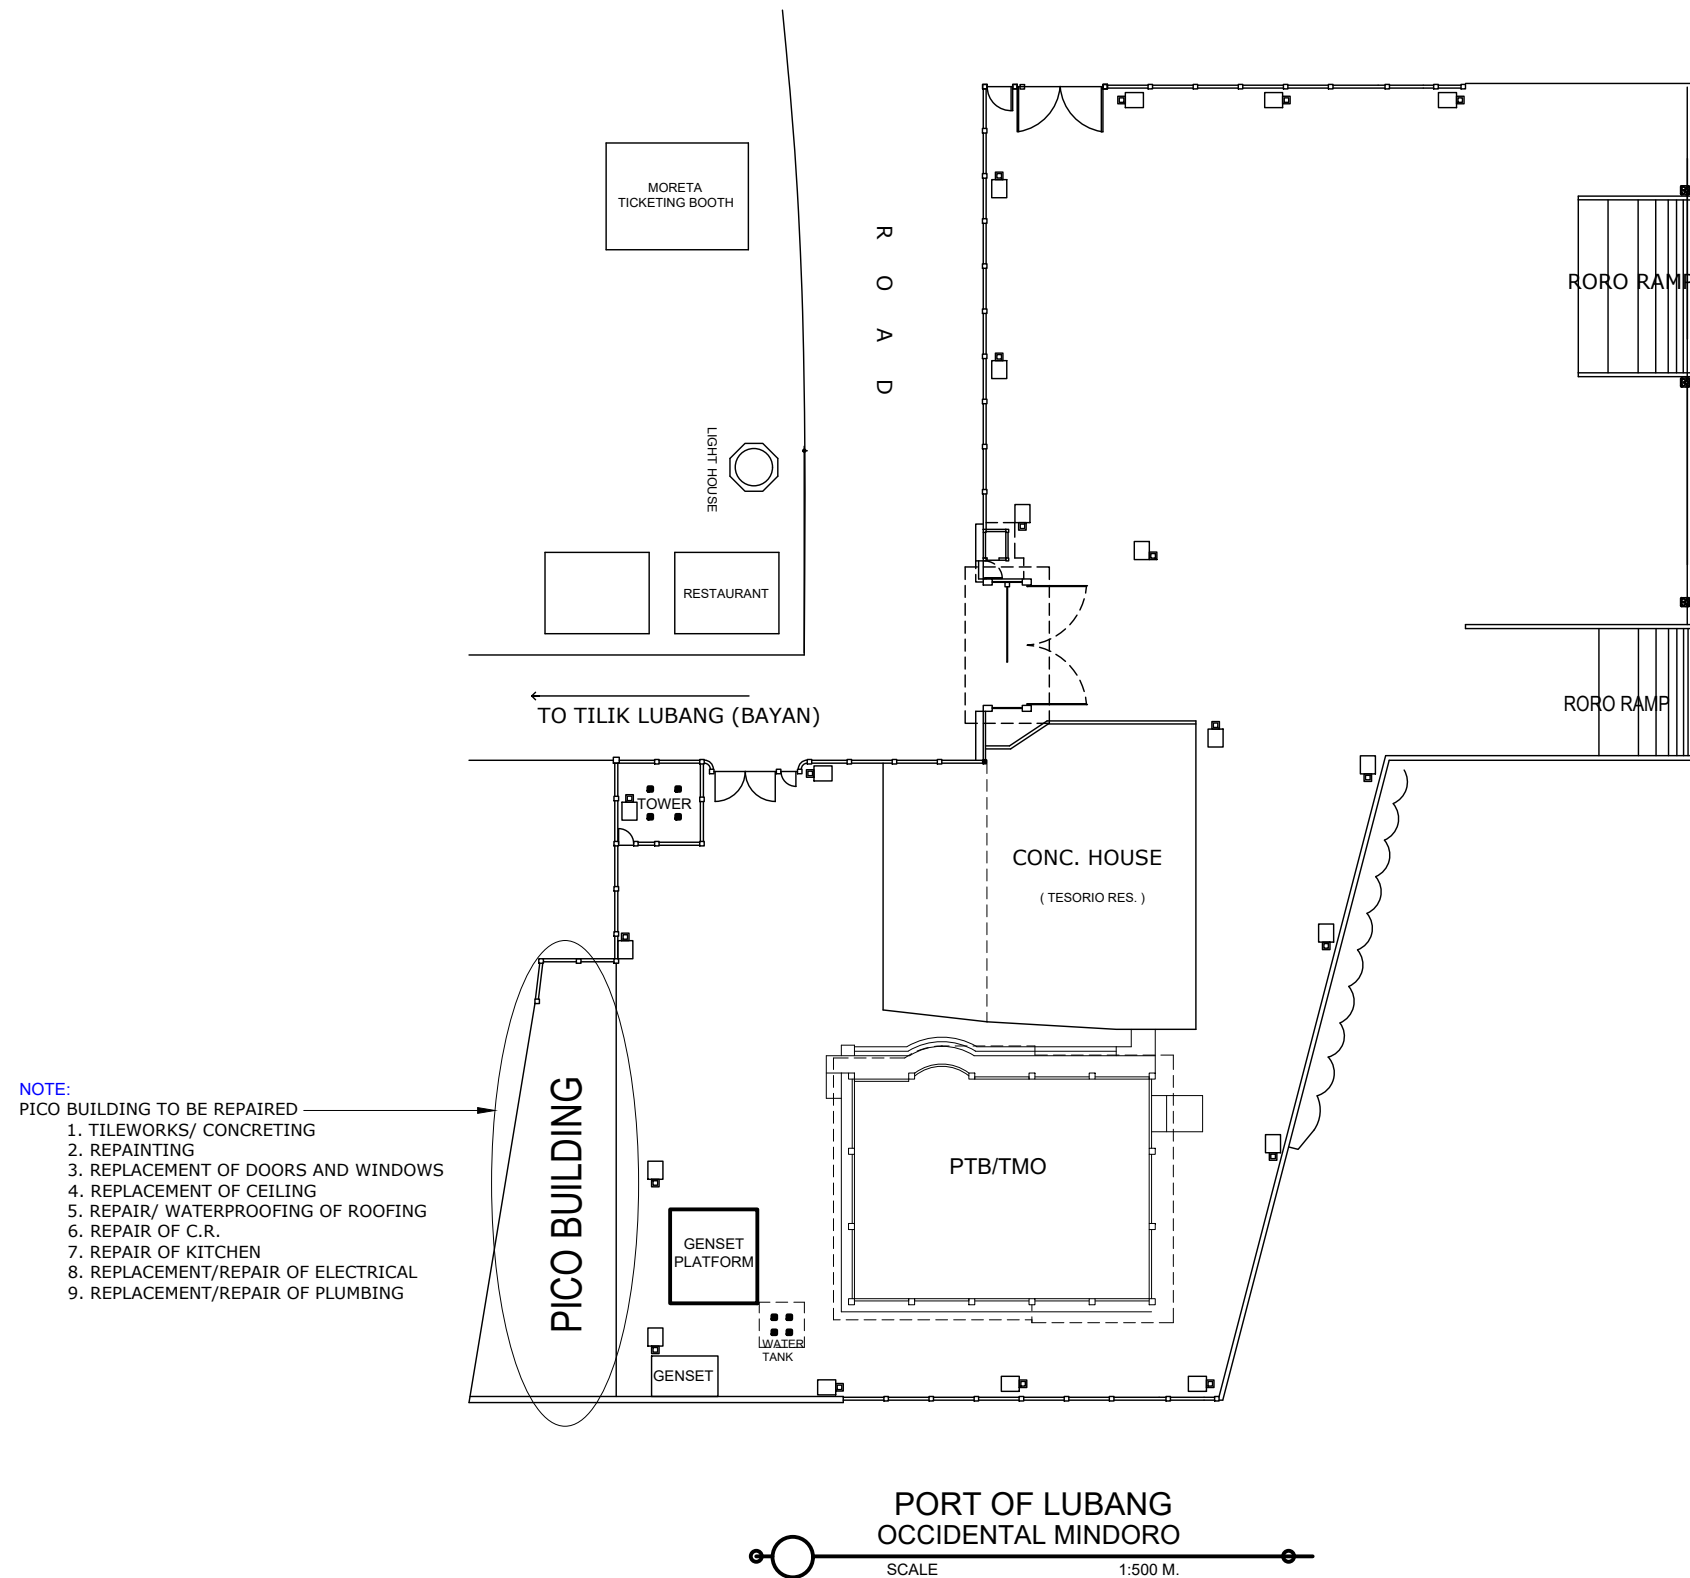 MORETA
TICKETING BOOTH
ROAD
RORO RAMP
LIGHT HOUSE
RESTAURANT
TO TILIK LUBANG (BAYAN)
RORO RAMP
TOWER
CONC. HOUSE
( TESORIO RES. )
NOTE:
PICO BUILDING TO BE REPAIRED
1. TILEWORKS/ CONCRETING
2. REPAINTING
3. REPLACEMENT OF DOORS AND WINDOWS
4. REPLACEMENT OF CEILING
5. REPAIR/ WATERPROOFING OF ROOFING
6. REPAIR OF C.R.
7. REPAIR OF KITCHEN
8. REPLACEMENT/REPAIR OF ELECTRICAL
9. REPLACEMENT/REPAIR OF PLUMBING
PICO BUILDING
PTB/TMO
GENSET
PLATFORM
WATER
TANK
GENSET
PORT OF LUBANG
OCCIDENTAL MINDORO
SCALE 1:500 M.